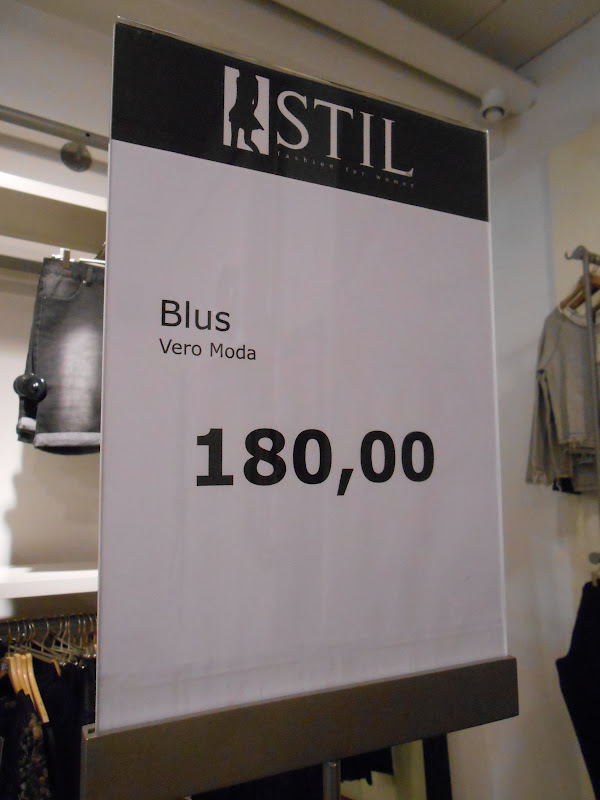 STIL
fashion for women
Blus
Vero Moda
180,00